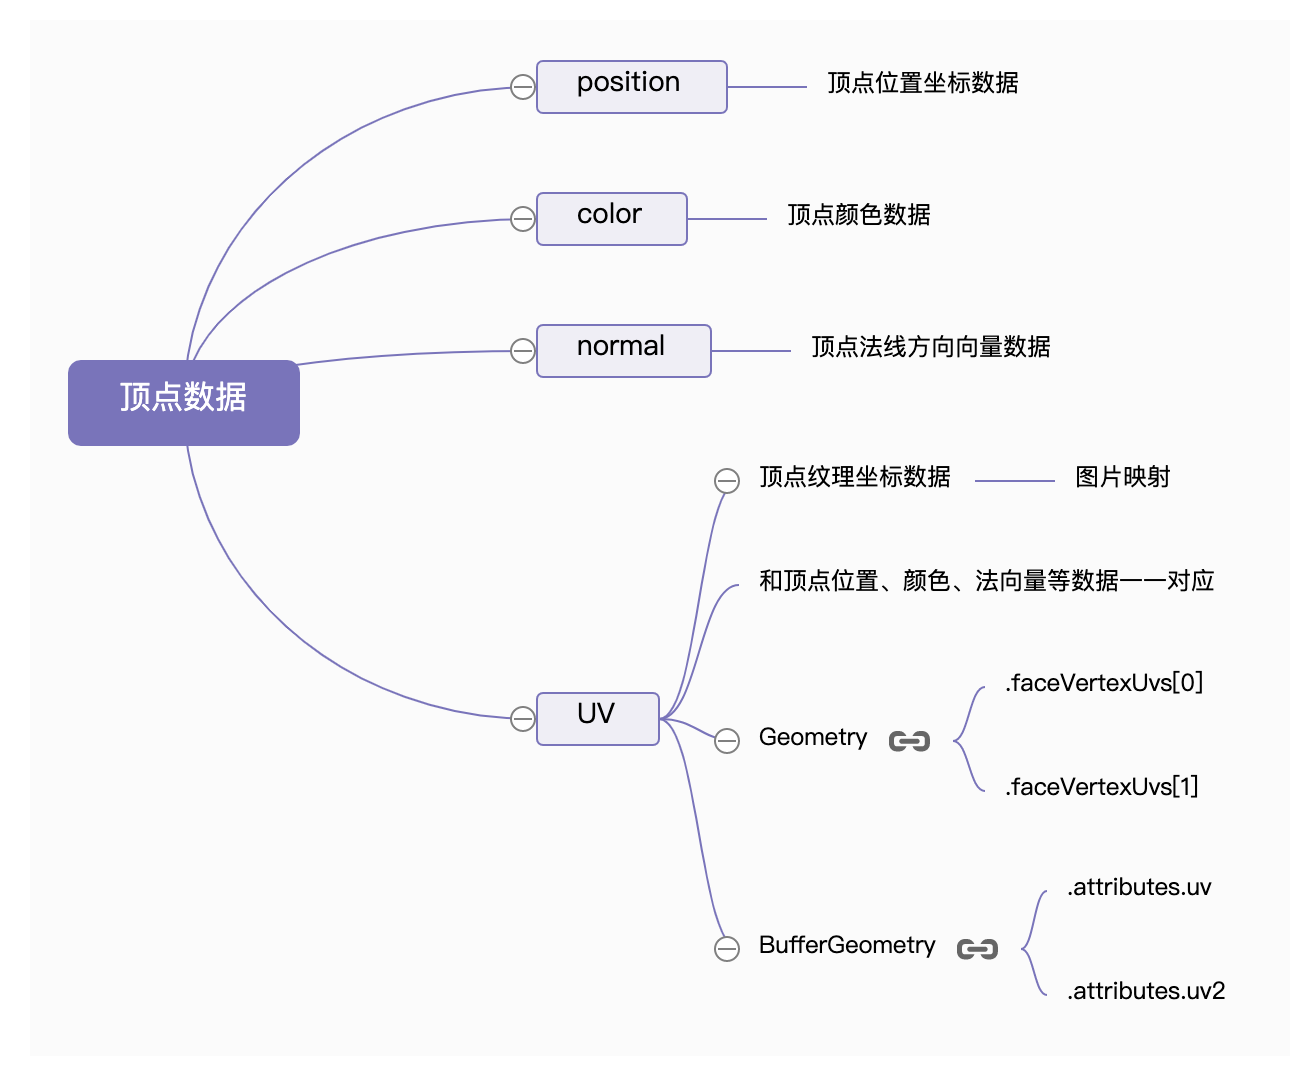 position
顶点位置坐标数据
color
顶点颜色数据
normal
顶点法线方向向量数据
顶点数据
顶点纹理坐标数据
图片映射
和顶点位置、颜色、法向量等数据一一对应
UV
Geometry
.faceVertexUvs[0]
.faceVertexUvs[1]
BufferGeometry
.attributes.uv
.attributes.uv2